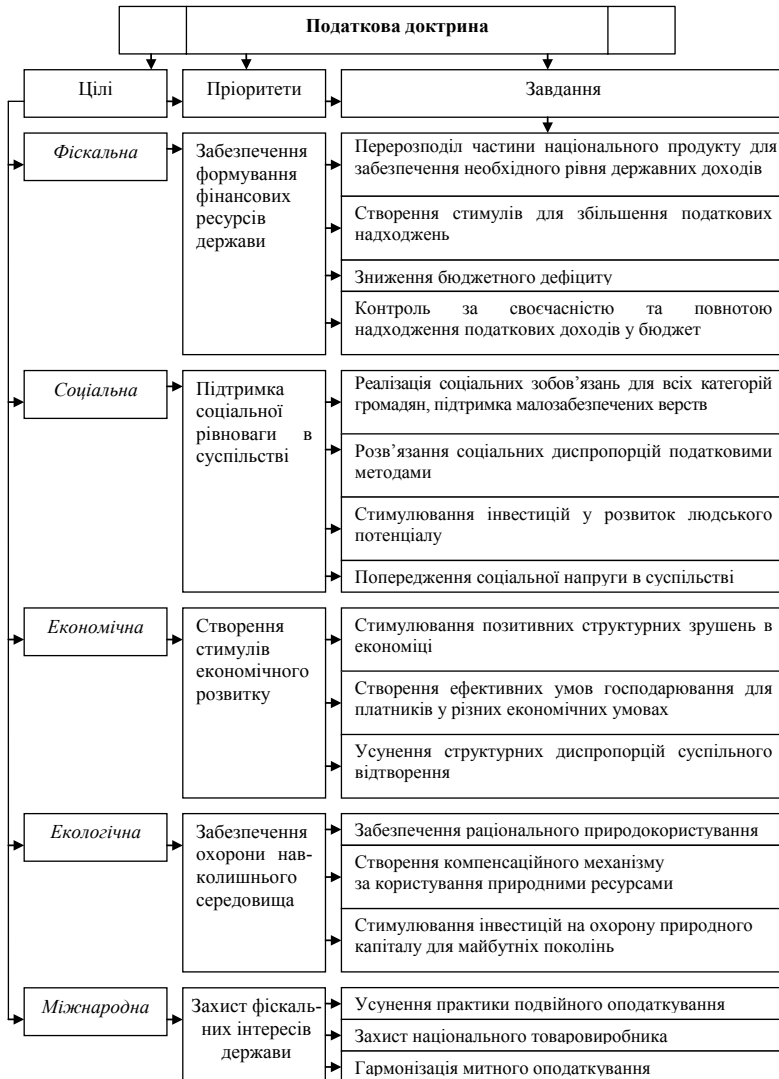 Податкова доктрина
Цілі
Пріоритети
Завдання
Фіскальна
Забезпечення
формування
фінансових
ресурсів
держави
Перерозподіл частини національного продукту для
забезпечення необхідного рівня державних доходів
Створення стимулів для збільшення податкових
надходжень
Зниження бюджетного дефіциту
Контроль за своєчасністю та повнотою
надходження податкових доходів у бюджет
Соціальна
Підтримка
соціальної
рівноваги в
суспільстві
Реалізація соціальних зобов’язань для всіх категорій
громадян, підтримка малозабезпечених верств
Розв’язання соціальних диспропорцій податковими
методами
Стимулювання інвестицій у розвиток людського
потенціалу
Попередження соціальної напруги в суспільстві
Економічна
Створення
стимулів
економічного
розвитку
Стимулювання позитивних структурних зрушень в
економіці
Створення ефективних умов господарювання для
платників у різних економічних умовах
Усунення структурних диспропорцій суспільного
відтворення
Екологічна
Забезпечення
охорони нав-
колишнього
середовища
Забезпечення раціонального природокористування
Створення компенсаційного механізму
за користування природними ресурсами
Стимулювання інвестицій на охорону природного
капіталу для майбутніх поколінь
Міжнародна
Захист фіскаль-
них інтересів
держави
Усунення практики подвійного оподаткування
Захист національного товаровиробника
Гармонізація митного оподаткування